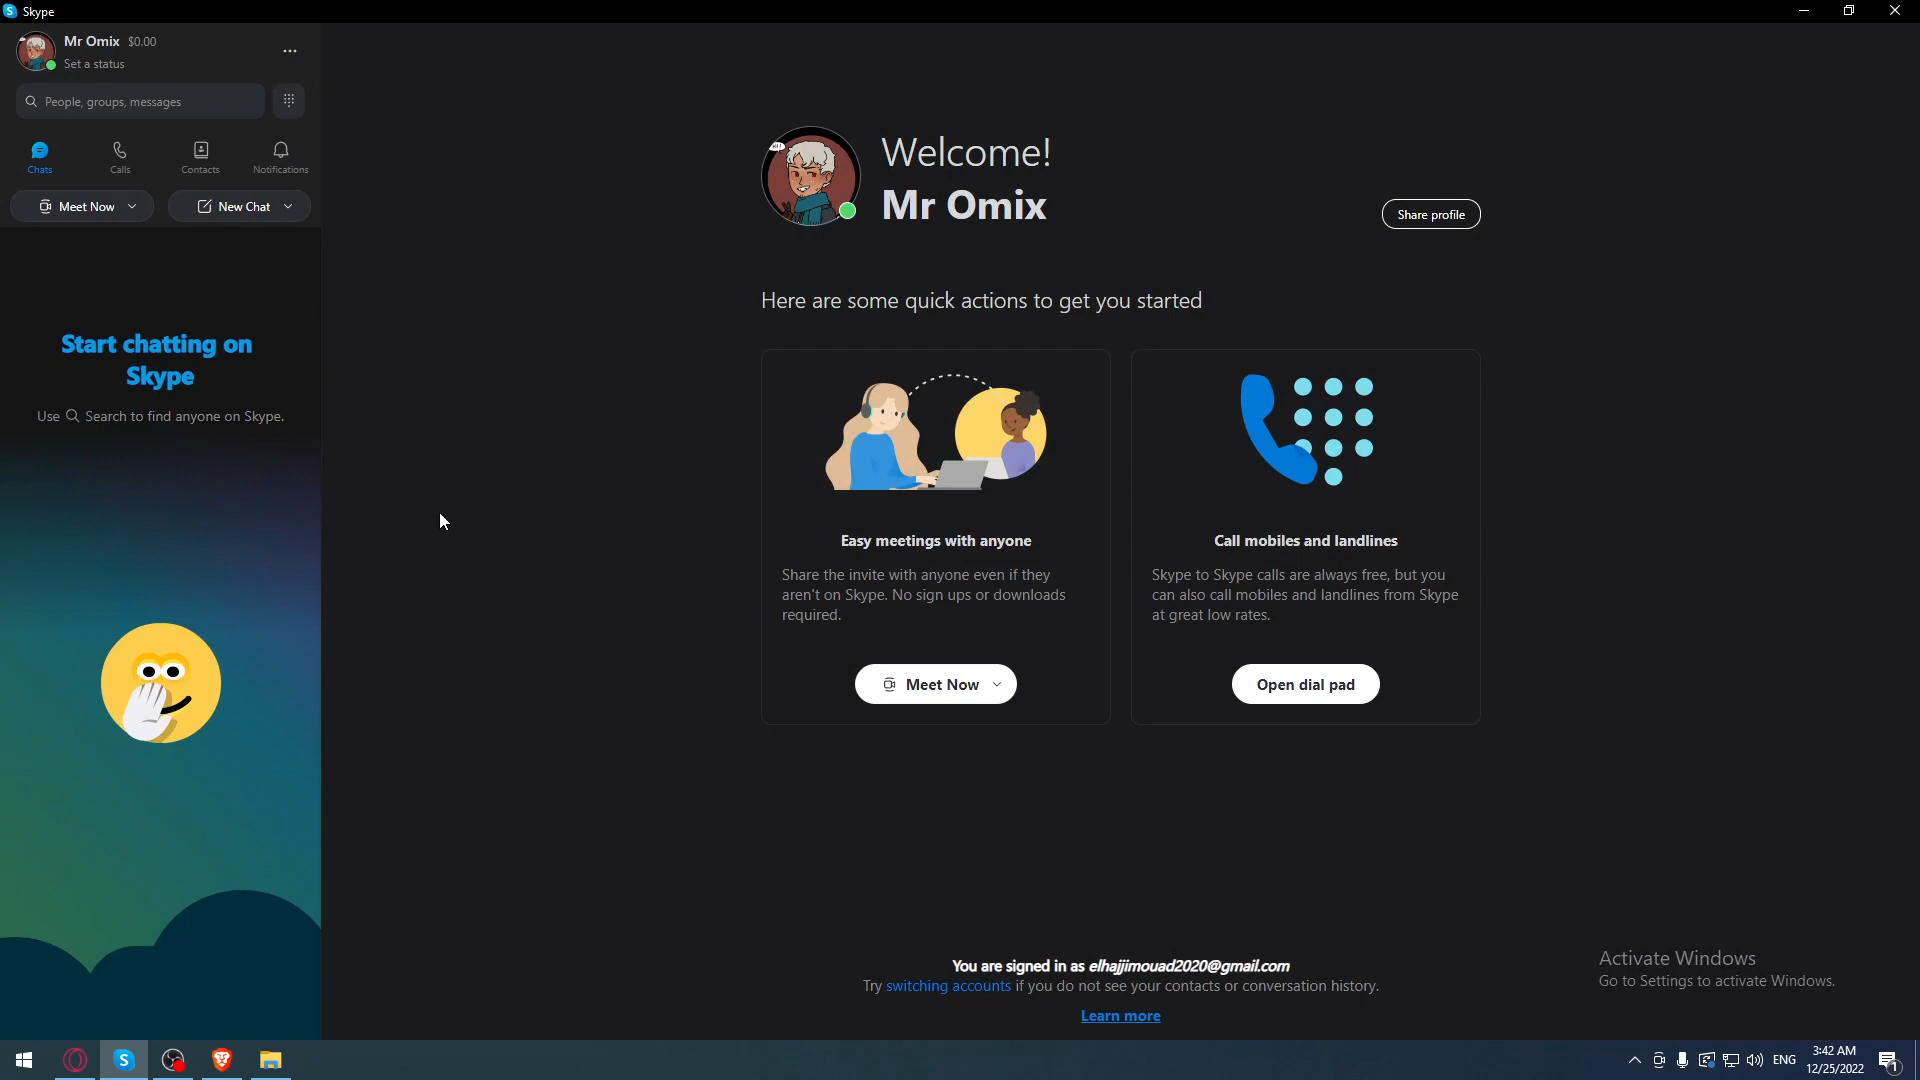 Skype
Mr Omix $0.00
Set a status
People, groups, messages
Chats
Calls
Contacts
Notifications
Meet Now
New Chat
Start chatting on
Skype
Use Search to find anyone on Skype.
Welcome!
Mr Omix
Share profile
Here are some quick actions to get you started
Easy meetings with anyone
Share the invite with anyone even if they
aren't on Skype. No sign ups or downloads
required.
Meet Now
Call mobiles and landlines
Skype to Skype calls are always free, but you
can also call mobiles and landlines from Skype
at great low rates.
Open dial pad
You are signed in as elhajjimouad2020@gmail.com
Try switching accounts if you do not see your contacts or conversation history.
Learn more
Activate Windows
Go to Settings to activate Windows.
ENG
3:42 AM
12/25/2022
1